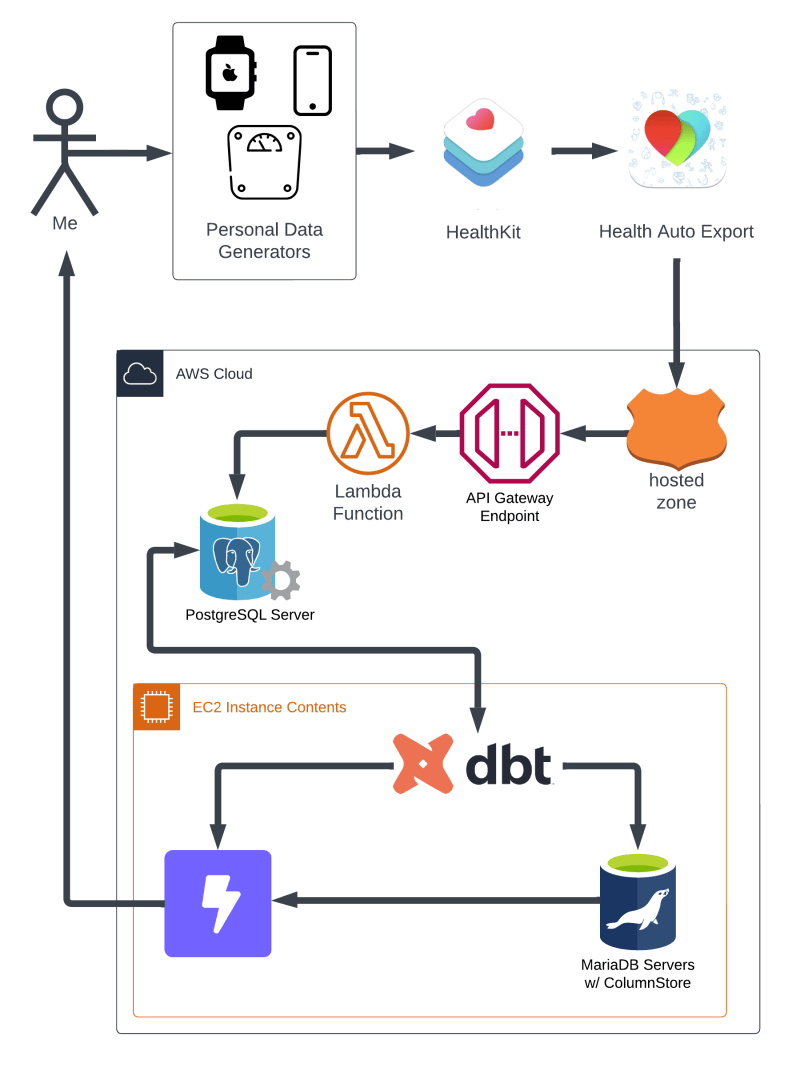 Me
Personal Data
Generators
HealthKit
Health Auto Export
AWS Cloud
Lambda
Function
API Gateway
Endpoint
hosted
zone
PostgreSQL Server
EC2 Instance Contents
dbt
MariaDB Servers
w/ ColumnStore